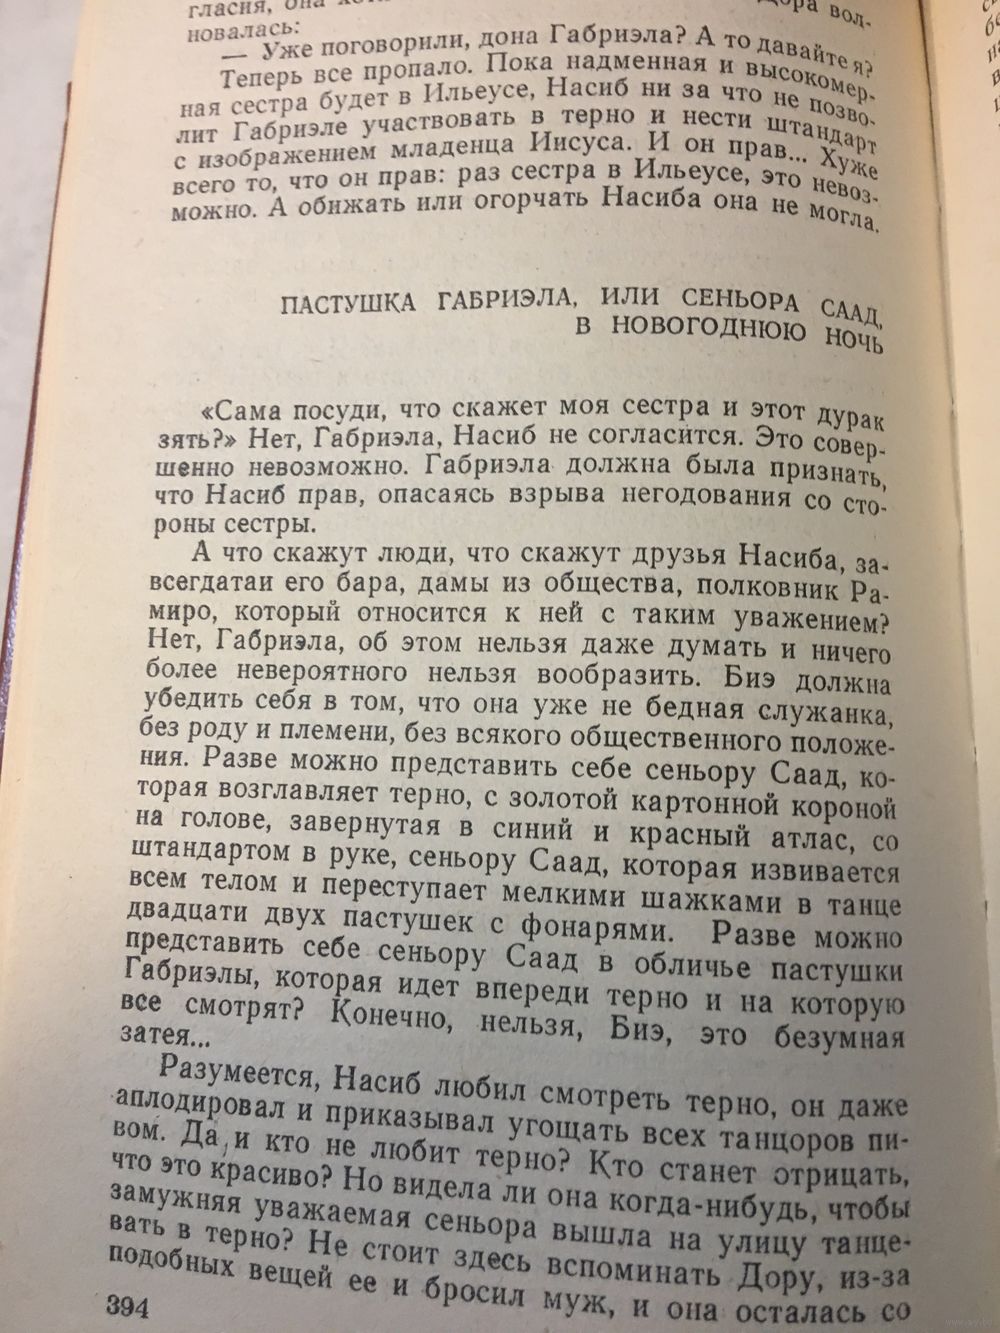 гласия, она
Дора вол-
новалась:
— Уже поговорили, дона Габриэла? А то давайте я?
Теперь все пропало. Пока надменная и высокомер-
ная сестра будет в Ильеусе, Насиб ни за что не позво-
лит Габриэле участвовать в терно и нести штандарт
с изображением младенца Иисуса. И он прав... Хуже
всего то, что он прав: раз сестра в Ильеусе, это невоз-
можно. А обижать или огорчать Насиба она не могла.
ПАСТУШКА ГАБРИЭЛА, ИЛИ СЕНЬОРА СААД,
В НОВОГОДНЮЮ НОЧЬ
«Сама посуди, что скажет моя сестра и этот дурак
зять?» Нет, Габриэла, Насиб не согласится. Это совер-
шенно невозможно. Габриэла должна была признать,
что Насиб прав, опасаясь взрыва негодования со сто-
роны сестры.
А что скажут люди, что скажут друзья Насиба, за-
всегдатаи его бара, дамы из общества, полковник Ра-
миро, который относится к ней с таким уважением?
Нет, Габриэла, об этом нельзя даже думать и ничего
более невероятного нельзя вообразить. Биэ должна
убедить себя в том, что она уже не бедная служанка,
без роду и племени, без всякого общественного положе-
ния. Разве можно представить себе сеньору Саад, ко-
торая возглавляет терно, с золотой картонной короной
на голове, завернутая в синий и красный атлас, со
штандартом в руке, сеньору Саад, которая извивается
всем телом и переступает мелкими шажками в танце
двадцати двух пастушек с фонарями. Разве можно
представить себе сеньору Саад в обличье пастушки
Габриэлы, которая идет впереди терно и на которую
все смотрят? Конечно, нельзя, Биэ, это безумная
затея...
Разумеется, Насиб любил смотреть терно, он даже
аплодировал и приказывал угощать всех танцоров пи-
вом. Да, и кто не любит терно? Кто станет отрицать,
что это красиво? Но видела ли она когда-нибудь, чтобы
замужняя уважаемая сеньора вышла на улицу танце-
вать в терно? Не стоит здесь вспоминать Дору, из-за
подобных вещей ее и бросил муж, и она осталась со
394